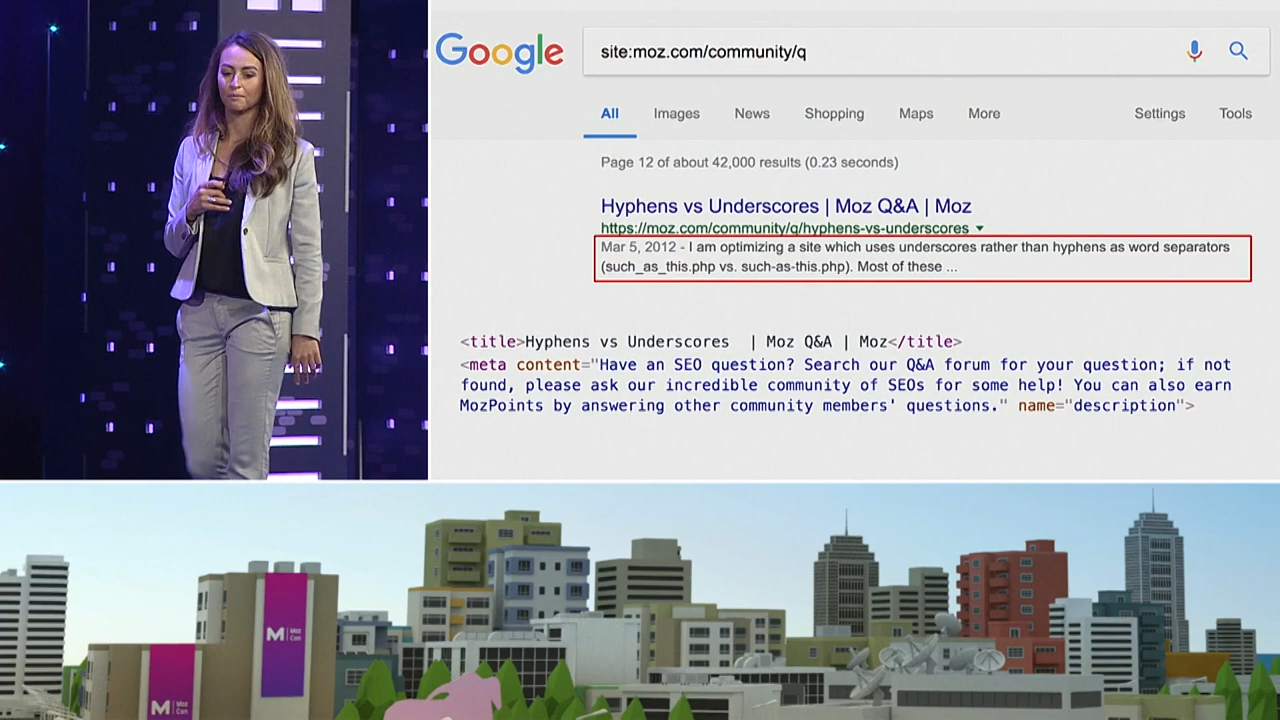 Google
site:moz.com/community/q
All Images News Shopping Maps More Settings Tools
Page 12 of about 42,000 results (0.23 seconds)
Hyphens vs Underscores | Moz Q&A | Moz
https://moz.com/community/q/hyphens-vs-underscores
Mar 5, 2012 - I am optimizing a site which uses underscores rather than hyphens as word separators
(such_as_this.php vs. such-as-this.php). Most of these ...
<title>Hyphens vs Underscores  | Moz Q&A | Moz</title>
<meta content="Have an SEO question? Search our Q&A forum for your question; if not
found, please ask our incredible community of SEOs for some help! You can also earn
MozPoints by answering other community members' questions." name="description">
M Moz
Con
M Moz
Con